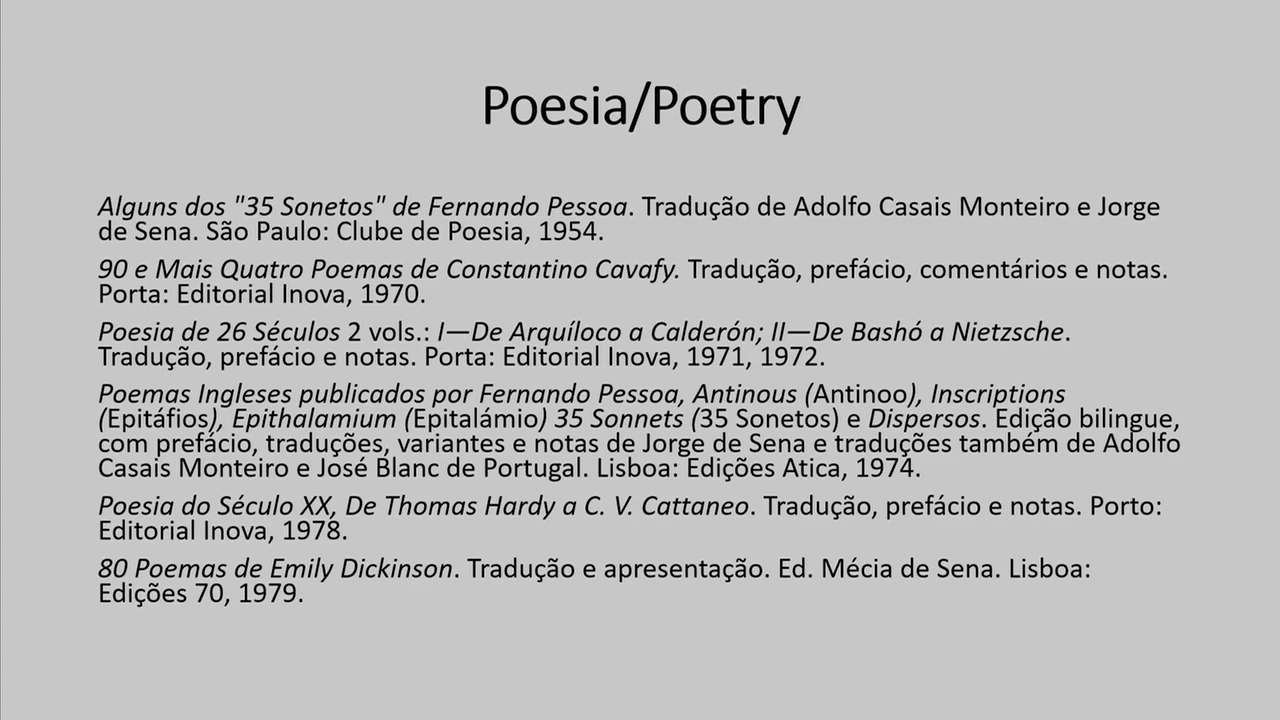 Poesia/Poetry
Alguns dos "35 Sonetos" de Fernando Pessoa. Tradução de Adolfo Casais Monteiro e Jorge
de Sena. São Paulo: Clube de Poesia, 1954.
90 e Mais Quatro Poemas de Constantino Cavafy. Tradução, prefácio, comentários e notas.
Porta: Editorial Inova, 1970.
Poesia de 26 Séculos 2 vols.: I—De Arquíloco a Calderón; II—De Bashó a Nietzsche.
Tradução, prefácio e notas. Porta: Editorial Inova, 1971, 1972.
Poemas Ingleses publicados por Fernando Pessoa, Antinous (Antinoo), Inscriptions
(Epitáfios), Epithalamium (Epitalámio) 35 Sonnets (35 Sonetos) e Dispersos. Edição bilingue,
com prefácio, traduções, variantes e notas de Jorge de Sena e traduções também de Adolfo
Casais Monteiro e José Blanc de Portugal. Lisboa: Edições Atica, 1974.
Poesia do Século XX, De Thomas Hardy a C. V. Cattaneo. Tradução, prefácio e notas. Porto:
Editorial Inova, 1978.
80 Poemas de Emily Dickinson. Tradução e apresentação. Ed. Mécia de Sena. Lisboa:
Edições 70, 1979.